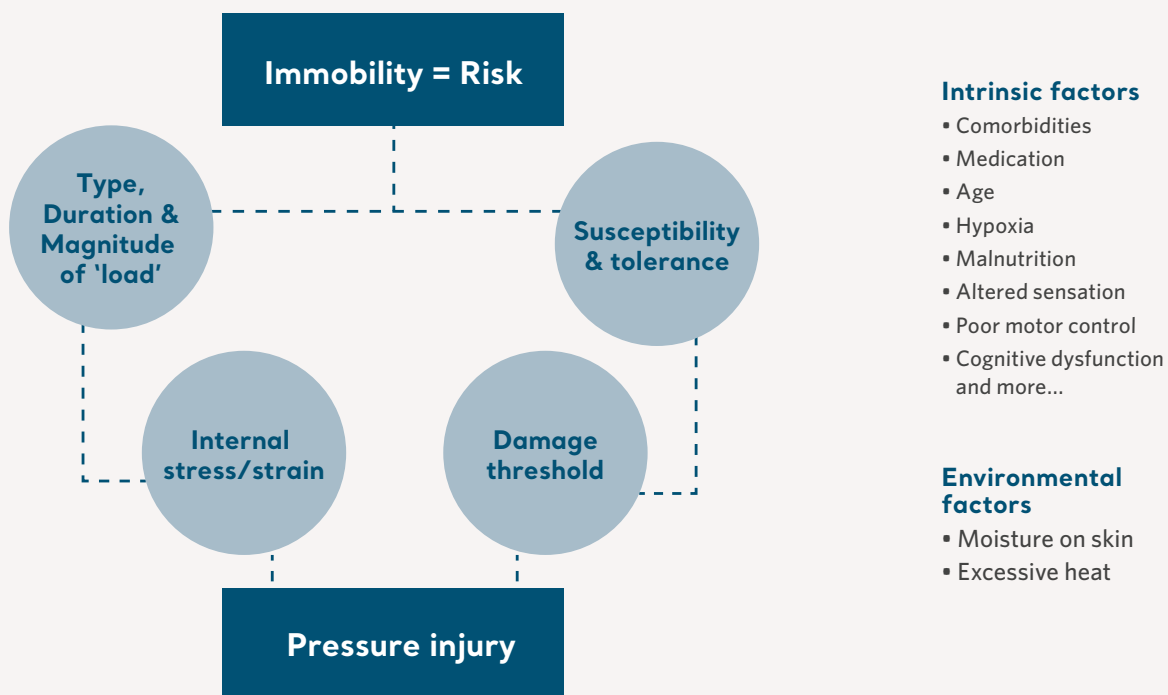 Immobility = Risk
Type,
Duration &
Magnitude
of ‘load’
Susceptibility
& tolerance
Internal
stress/strain
Damage
threshold
Pressure injury
Intrinsic factors
• Comorbidities
• Medication
• Age
• Hypoxia
• Malnutrition
• Altered sensation
• Poor motor control
• Cognitive dysfunction
and more...
Environmental
factors
• Moisture on skin
• Excessive heat